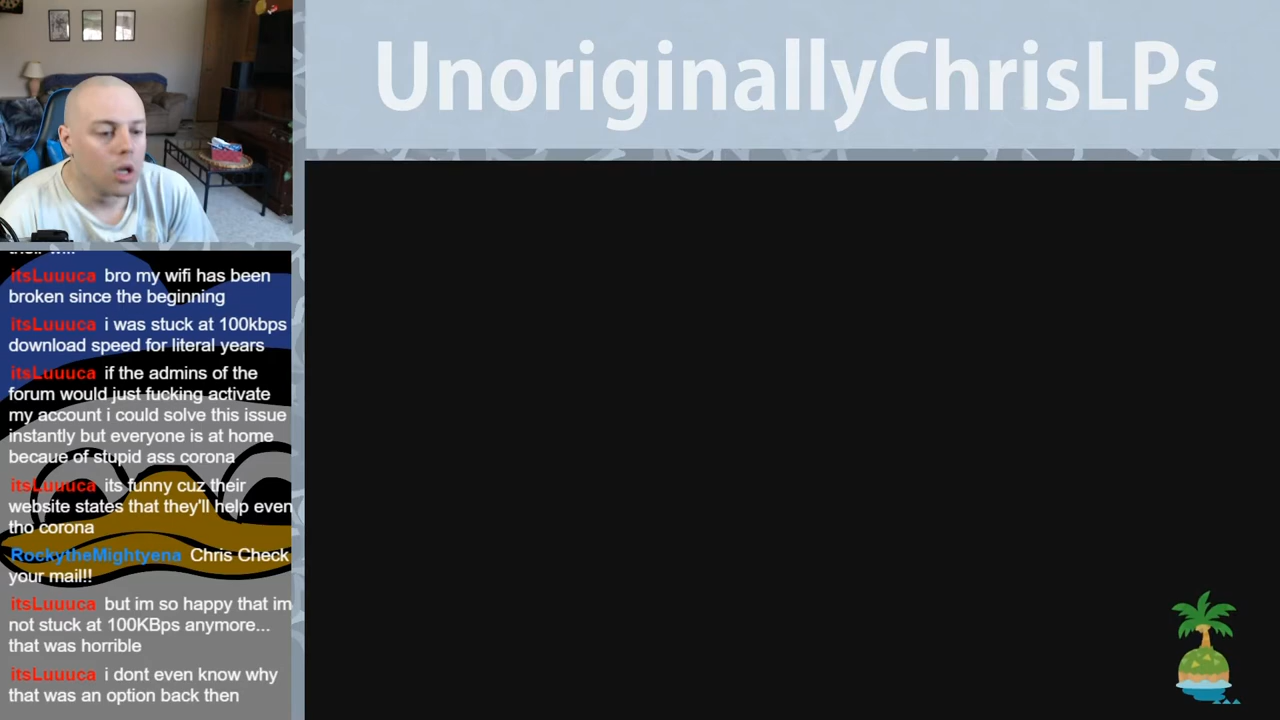 UnoriginallyChrisLPs
itsLuuuca bro my wifi has been
broken since the beginning
itsLuuuca i was stuck at 100kbps
download speed for literal years
itsLuuuca if the admins of the
forum would just fucking activate
my account i could solve this issue
instantly but everyone is at home
becaue of stupid ass corona
itsLuuuca its funny cuz their
website states that they'll help even
tho corona
RockytheMightyena Chris Check
your mail!!
itsLuuuca but im so happy that im
not stuck at 100KBps anymore...
that was horrible
itsLuuuca i dont even know why
that was an option back then